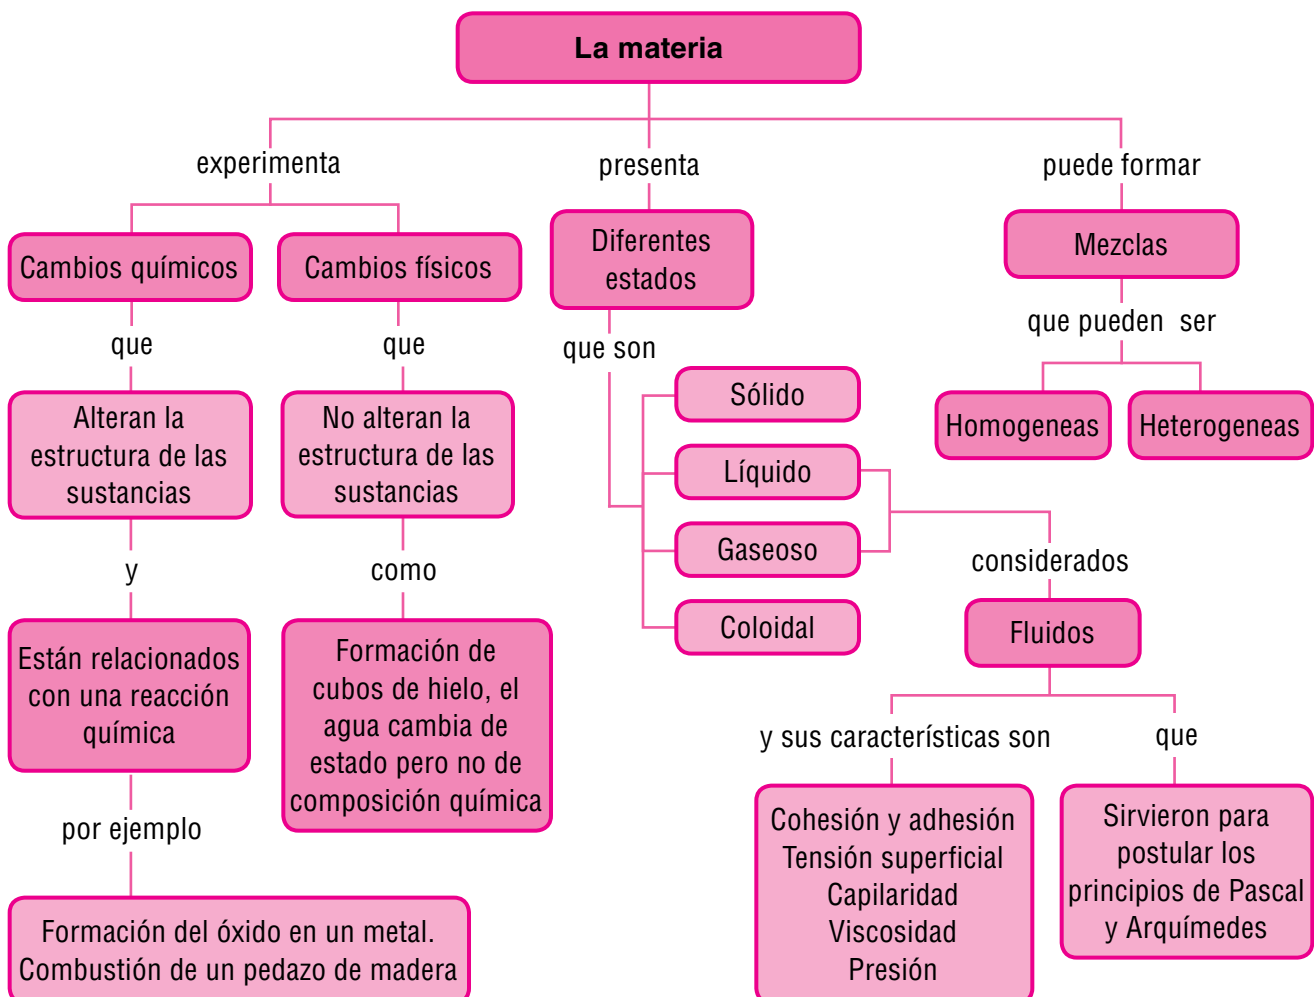 La materia
experimenta
presenta
puede formar
Cambios químicos
Cambios físicos
Diferentes
estados
Mezclas
que
que
que son
que pueden ser
Alteran la
estructura de las
sustancias
No alteran la
estructura de las
sustancias
Sólido
Líquido
Gaseoso
Coloidal
Homogeneas
Heterogeneas
y
como
considerados
Están relacionados
con una reacción
química
Formación de
cubos de hielo, el
agua cambia de
estado pero no de
composición química
Fluidos
por ejemplo
y sus características son
que
Formación del óxido en un metal.
Combustión de un pedazo de madera
Cohesión y adhesión
Tensión superficial
Capilaridad
Viscosidad
Presión
Sirvieron para
postular los
principios de Pascal
y Arquímedes